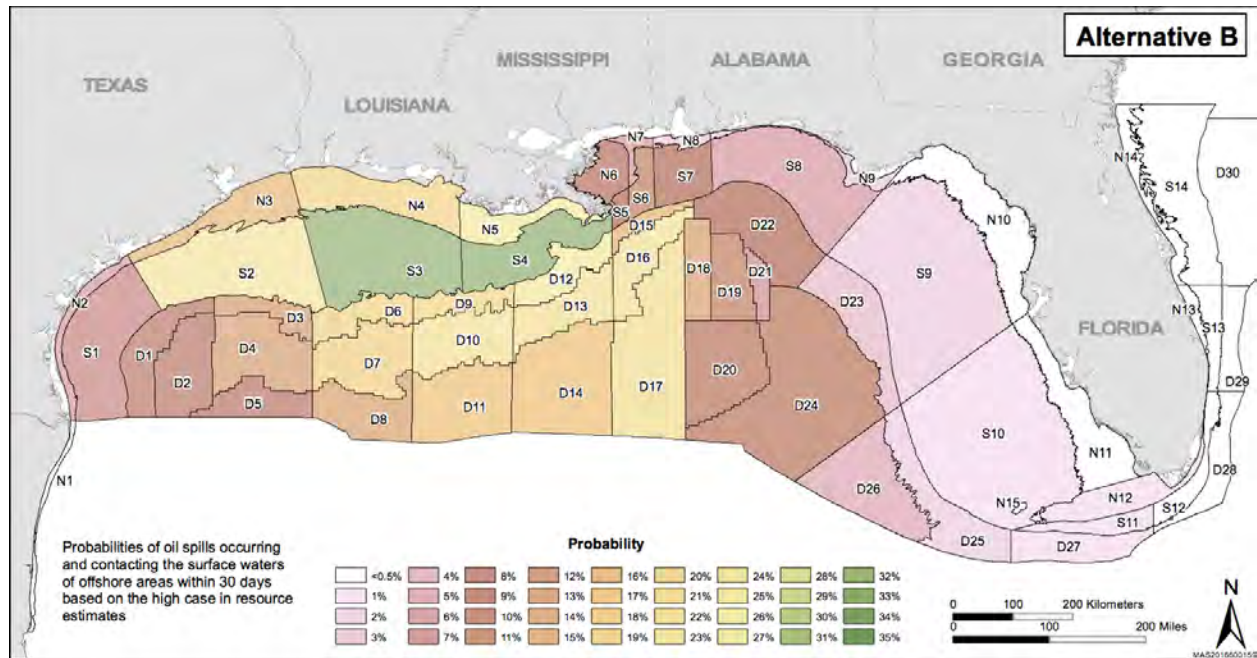 Alternative B
TEXAS
LOUISIANA
MISSISSIPPI
ALABAMA
GEORGIA
FLORIDA
N7
N8
N14
D30
S14
N6
S6
S7
S8
N9
N3
N4
N5
S5
D15
D22
N10
S2
S3
S4
D12
D16
D18
D21
S9
N2
D3
D6
D9
D13
D19
D23
N13
S13
S1
D1
D4
D7
D10
D2
D20
D29
D5
D8
D11
D14
D17
D24
S10
N11
D28
N1
D26
N15
N12
S12
S11
D25
D27
Probabilities of oil spills occurring
and contacting the surface waters
of offshore areas within 30 days
based on the high case in resource
estimates
Probability
<0.5% 4% 8% 12% 16% 20% 24% 28% 32%
1% 5% 9% 13% 17% 21% 25% 29% 33%
2% 6% 10% 14% 18% 22% 26% 30% 34%
3% 7% 11% 15% 19% 23% 27% 31% 35%
0 100 200 Kilometers
0 100 200 Miles
N